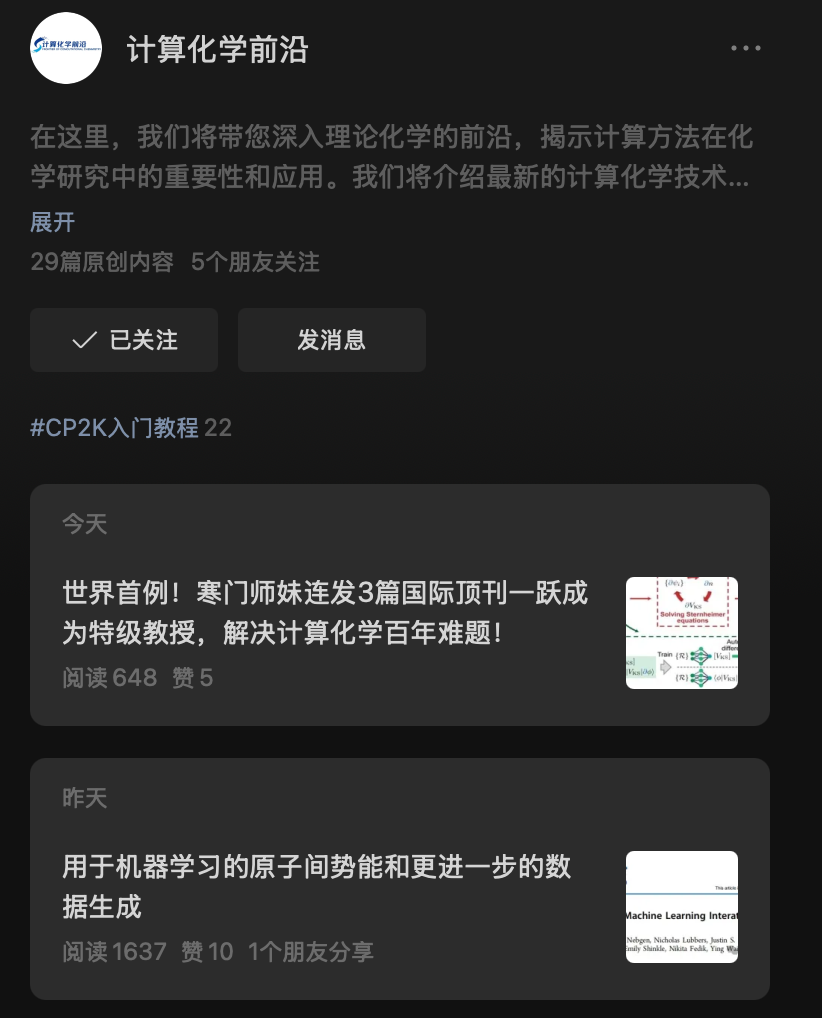 计算化学前沿
计算化学前沿
在这里，我们将带您深入理论化学的前沿，揭示计算方法在化
学研究中的重要性和应用。我们将介绍最新的计算化学技术...
展开
29篇原创内容 5个朋友关注
已关注
发消息
#CP2K入门教程 22
今天
世界首例！寒门师妹连发3篇国际顶刊一跃成
为特级教授，解决计算化学百年难题！
阅读 648 赞 5
Solving Sternheimer
equations
Train
昨天
用于机器学习的原子间势能和更进一步的数
据生成
阅读 1637 赞 10 1个朋友分享
This article
Machine Learning Interat
Nebgen, Nicholas Lubbers, Justin S.
Emily Shinkle, Nikita Fedik, Ying